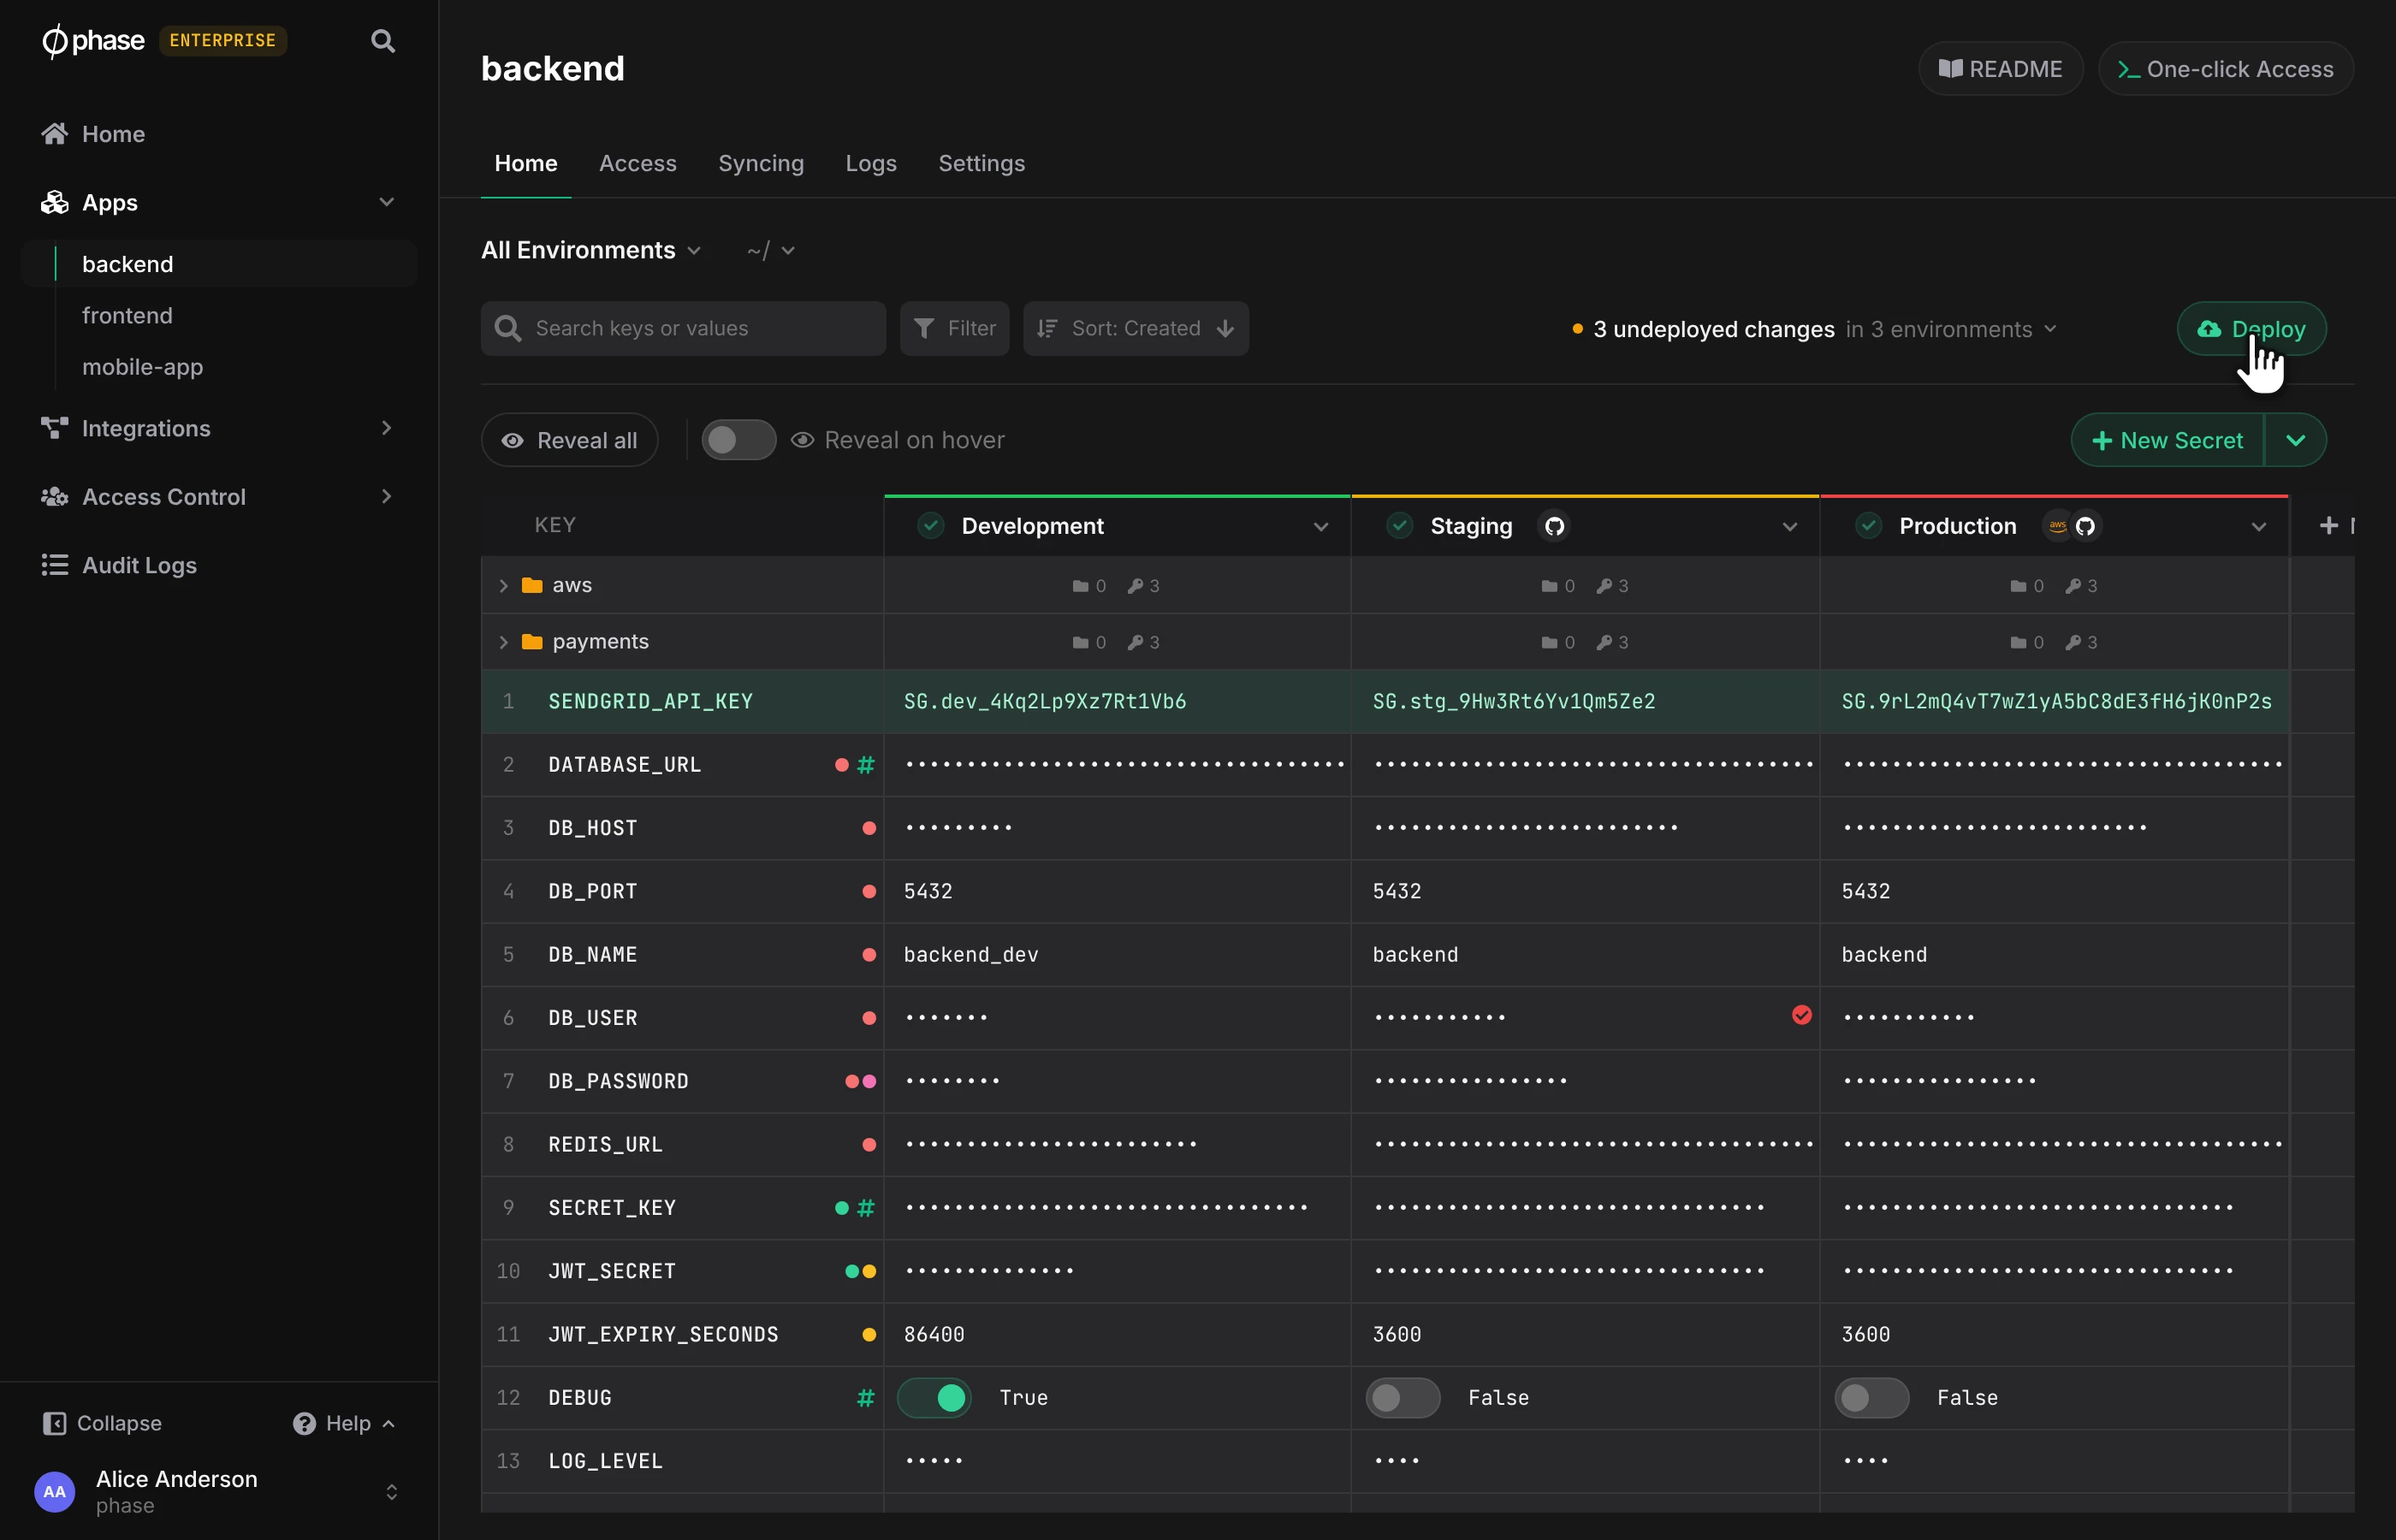 phase ENTERPRISE
Home
Apps
backend
frontend
mobile-app
Integrations
Access Control
Audit Logs
Collapse
Help
AA
Alice Anderson
phase
backend
README
One-click Access
Home Access Syncing Logs Settings
All Environments ~/
Search keys or values
Filter
Sort: Created
3 undeployed changes in 3 environments
Deploy
Reveal all
Reveal on hover
New Secret
KEY Development Staging Production aws
aws 0 3 0 3 0 3
payments 0 3 0 3 0 3
1 SENDGRID_API_KEY SG.dev_4Kq2Lp9Xz7Rt1Vb6 SG.stg_9Hw3Rt6Yv1Qm5Ze2 SG.9rL2mQ4vT7wZ1yA5bC8dE3fH6jK0nP2s
2 DATABASE_URL #
3 DB_HOST
4 DB_PORT 5432 5432 5432
5 DB_NAME backend_dev backend backend
6 DB_USER
7 DB_PASSWORD
8 REDIS_URL
9 SECRET_KEY #
10 JWT_SECRET
11 JWT_EXPIRY_SECONDS 86400 3600 3600
12 DEBUG # True False False
13 LOG_LEVEL